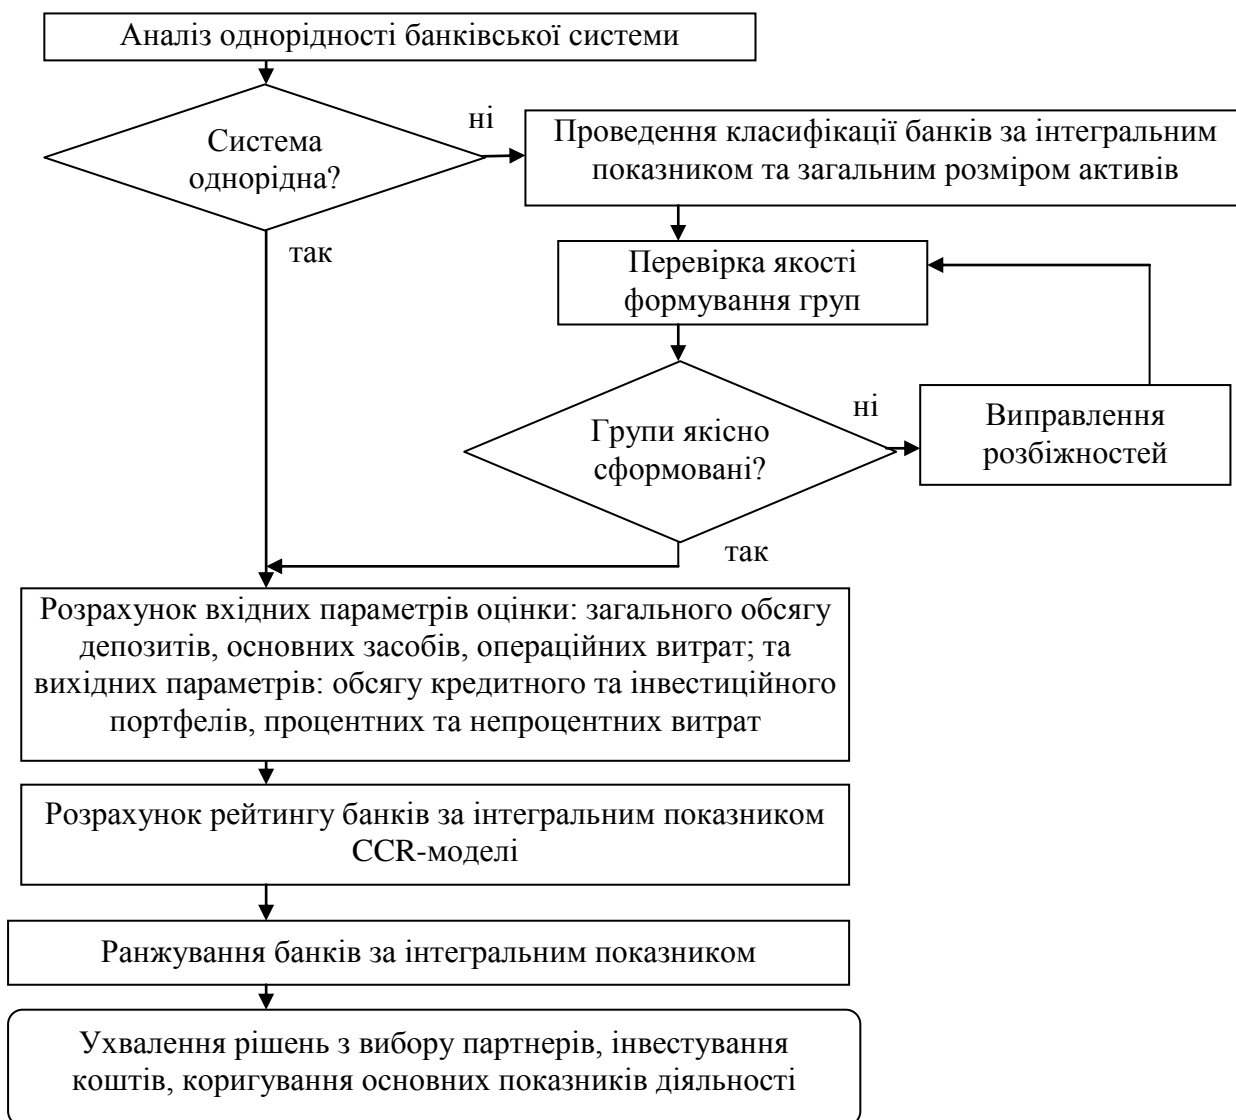 Аналіз однорідності банківської системи
Система
однорідна?
ні
так
Проведення класифікації банків за інтегральним
показником та загальним розміром активів
Перевірка якості
формування груп
Групи якісно
сформовані?
ні
Виправлення
розбіжностей
так
Розрахунок вхідних параметрів оцінки: загального обсягу
депозитів, основних засобів, операційних витрат; та
вихідних параметрів: обсягу кредитного та інвестиційного
портфелів, процентних та непроцентних витрат
Розрахунок рейтингу банків за інтегральним показником
CCR-моделі
Ранжування банків за інтегральним показником
Ухвалення рішень з вибору партнерів, інвестування
коштів, коригування основних показників діяльності